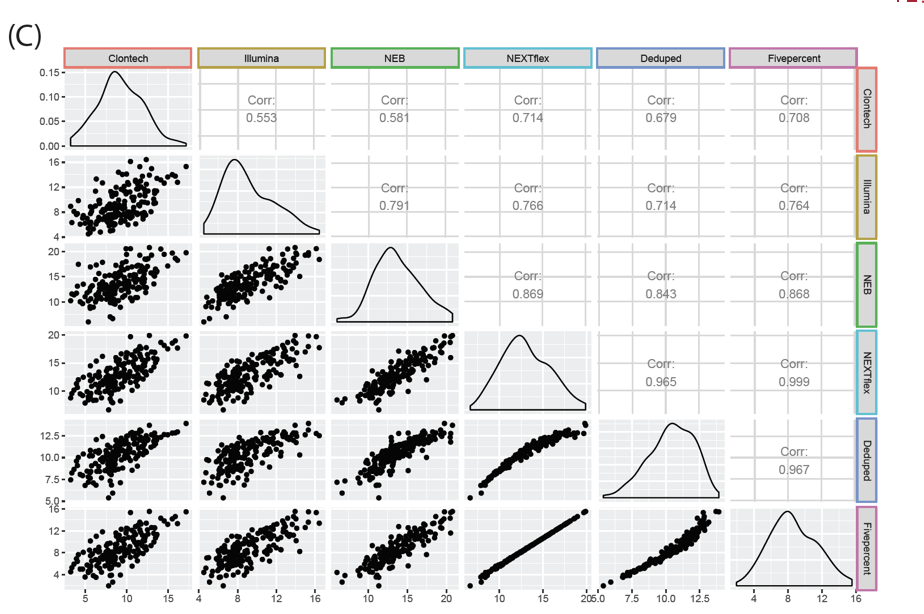 (C)
Clontech Illumina NEB NEXTflex Deduped Fivepercent
0.15
0.10
0.05
0.00
Corr:
0.553
Corr:
0.581
Corr:
0.714
Corr:
0.679
Corr:
0.708
Clontech
16
12
8
4
Corr:
0.791
Corr:
0.766
Corr:
0.714
Corr:
0.764
Illumina
20
15
10
Corr:
0.869
Corr:
0.843
Corr:
0.868
NEB
20
15
10
Corr:
0.965
Corr:
0.999
NEXTflex
12.5
10.0
7.5
5.0
Corr:
0.967
Deduped
16
12
8
4
Fivepercent
5 10 15 4 8 12 16 10 15 20 10 15 20 5.0 7.5 10.0 12.5 4 8 12 16